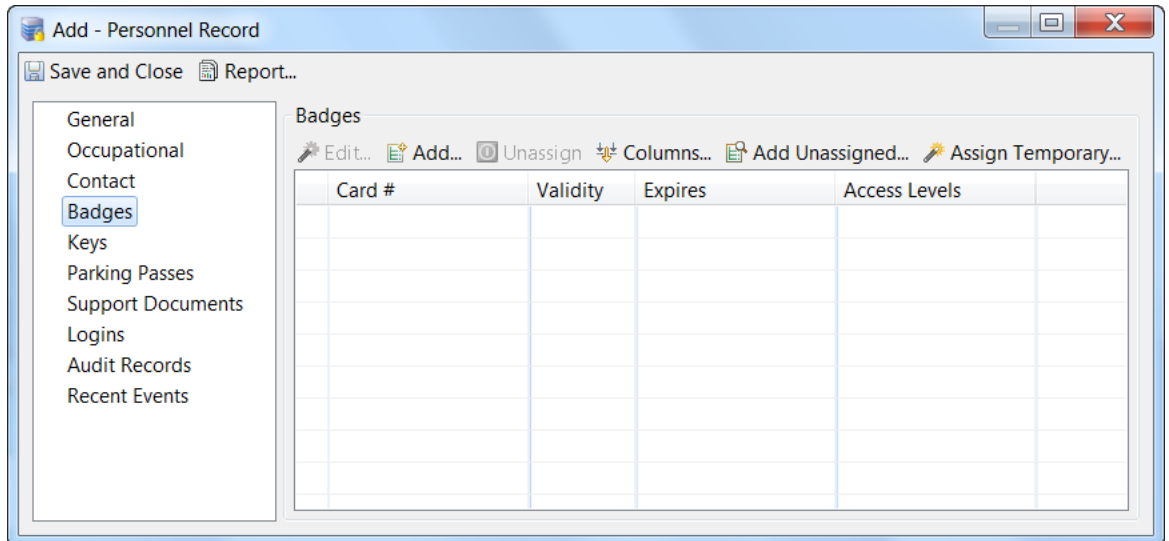 Add - Personnel Record
Save and Close Report...
General
Occupational
Contact
Badges
Keys
Parking Passes
Support Documents
Logins
Audit Records
Recent Events
Badges
Edit... Add... Unassign Columns... Add Unassigned... Assign Temporary...
Card # Validity Expires Access Levels